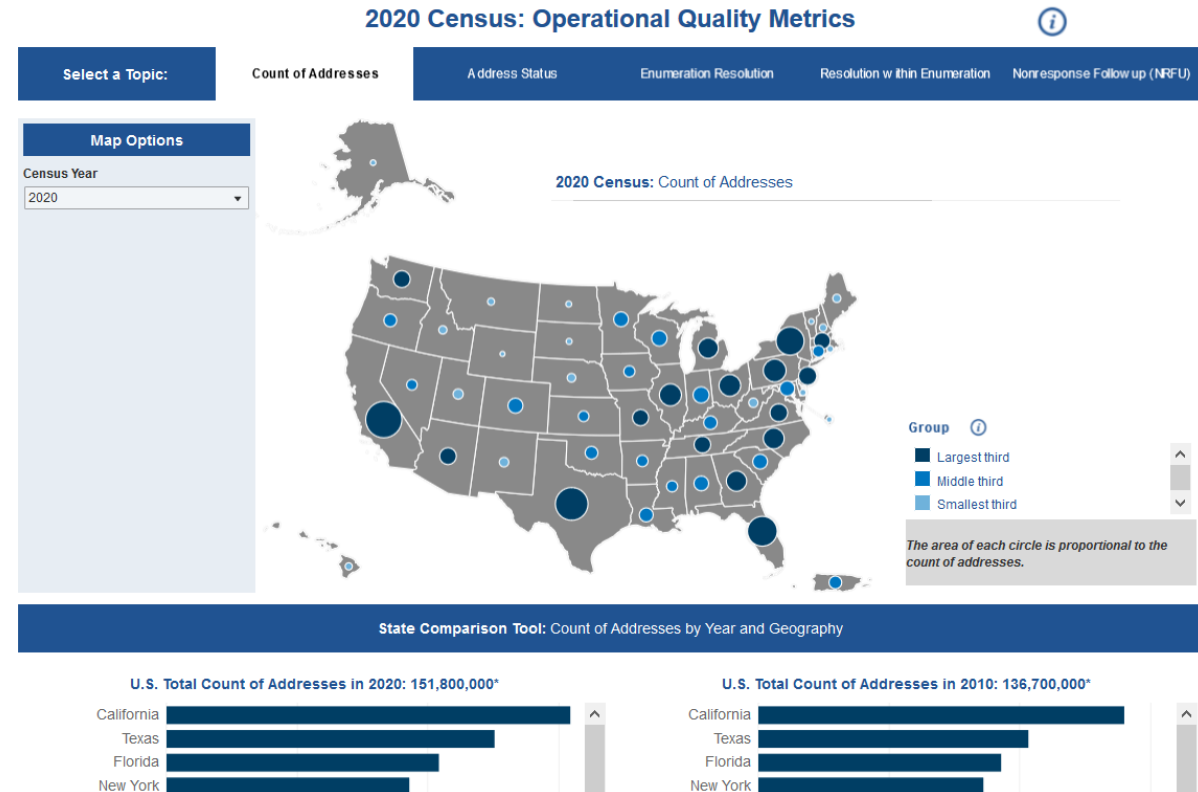 2020 Census: Operational Quality Metrics
i
Select a Topic:
Count of Addresses
Address Status
Enumeration Resolution
Resolution within Enumeration
Nonresponse Followup (NRFU)
Map Options
Census Year
2020
2020 Census: Count of Addresses
Group
i
Largest third
Middle third
Smallest third
The area of each circle is proportional to the
count of addresses.
State Comparison Tool: Count of Addresses by Year and Geography
U.S. Total Count of Addresses in 2020: 151,800,000*
California
Texas
Florida
New York
U.S. Total Count of Addresses in 2010: 136,700,000*
California
Texas
Florida
New York